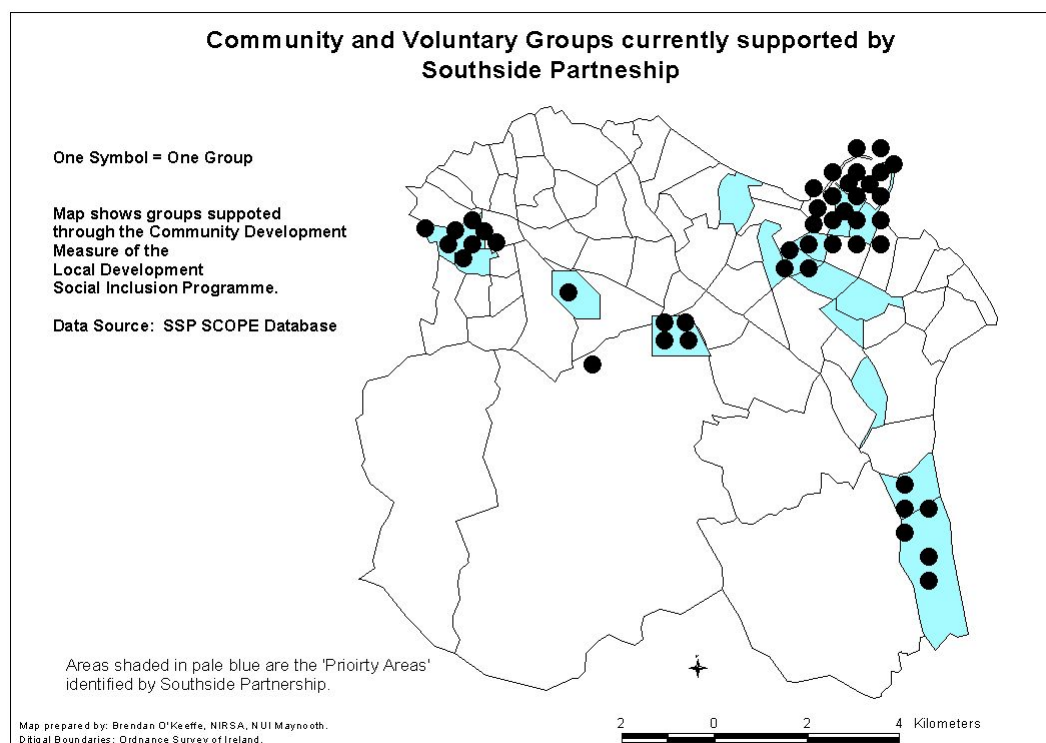 Community and Voluntary Groups currently supported by
Southside Partneship
One Symbol = One Group
Map shows groups suppoted
through the Community Development
Measure of the
Local Development
Social Inclusion Programme.
Data Source: SSP SCOPE Database
Areas shaded in pale blue are the 'Prioirty Areas'
identified by Southside Partnership.
Map prepared by: Brendan O'Keeffe, NIRSA, NUI Maynooth.
Ditigal Boundaries: Ordnance Survey of Ireland.
2 0 2 4 Kilometers